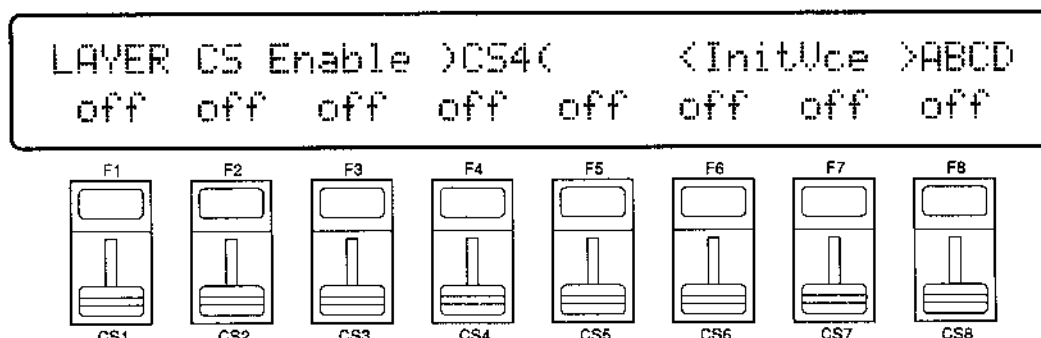 LAYER CS Enable )CS4( <InitVce >ABCD
off off off off off off off off
F1 F2 F3 F4 F5 F6 F7 F8
CS1 CS2 CS3 CS4 CS5 CS6 CS7 CS8